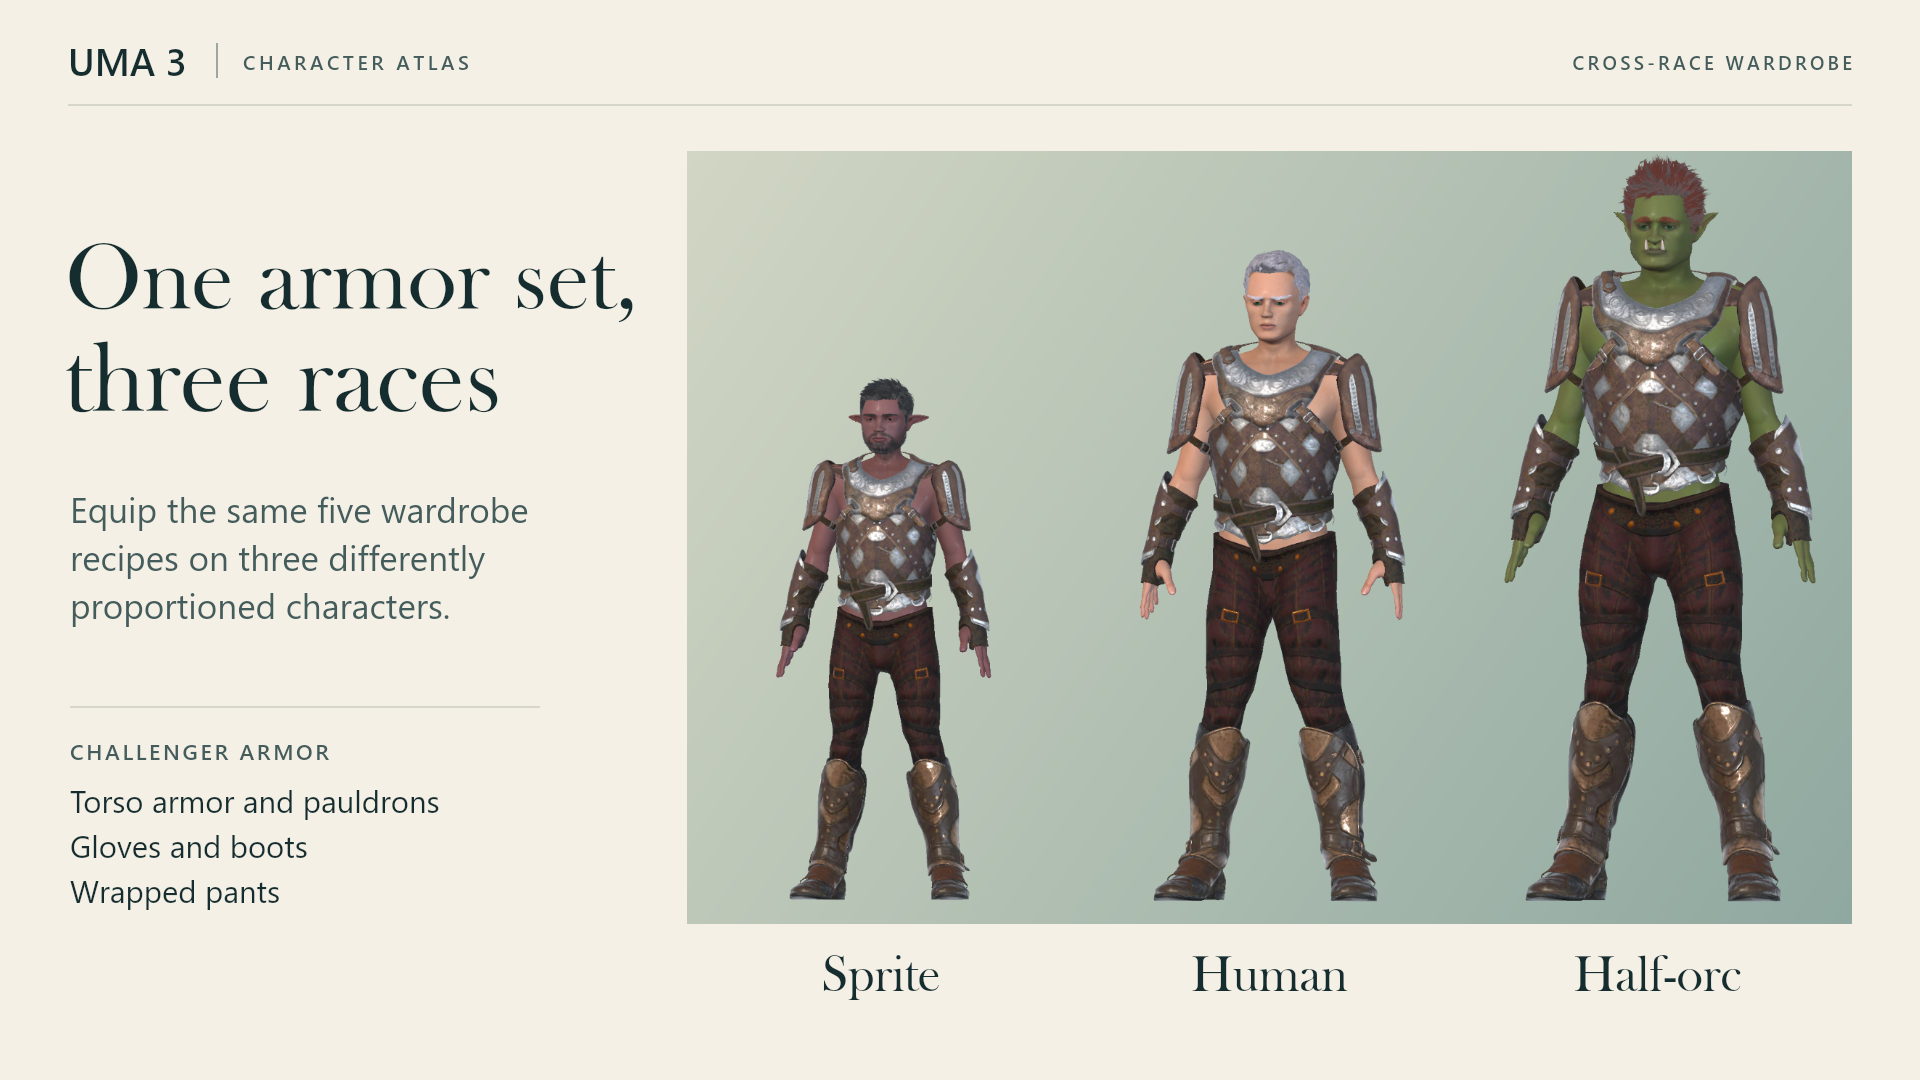 UMA 3
CHARACTER ATLAS
CROSS-RACE WARDROBE
One armor set,
three races
Equip the same five wardrobe
recipes on three differently
proportioned characters.
CHALLENGER ARMOR
Torso armor and pauldrons
Gloves and boots
Wrapped pants
Sprite
Human
Half-orc